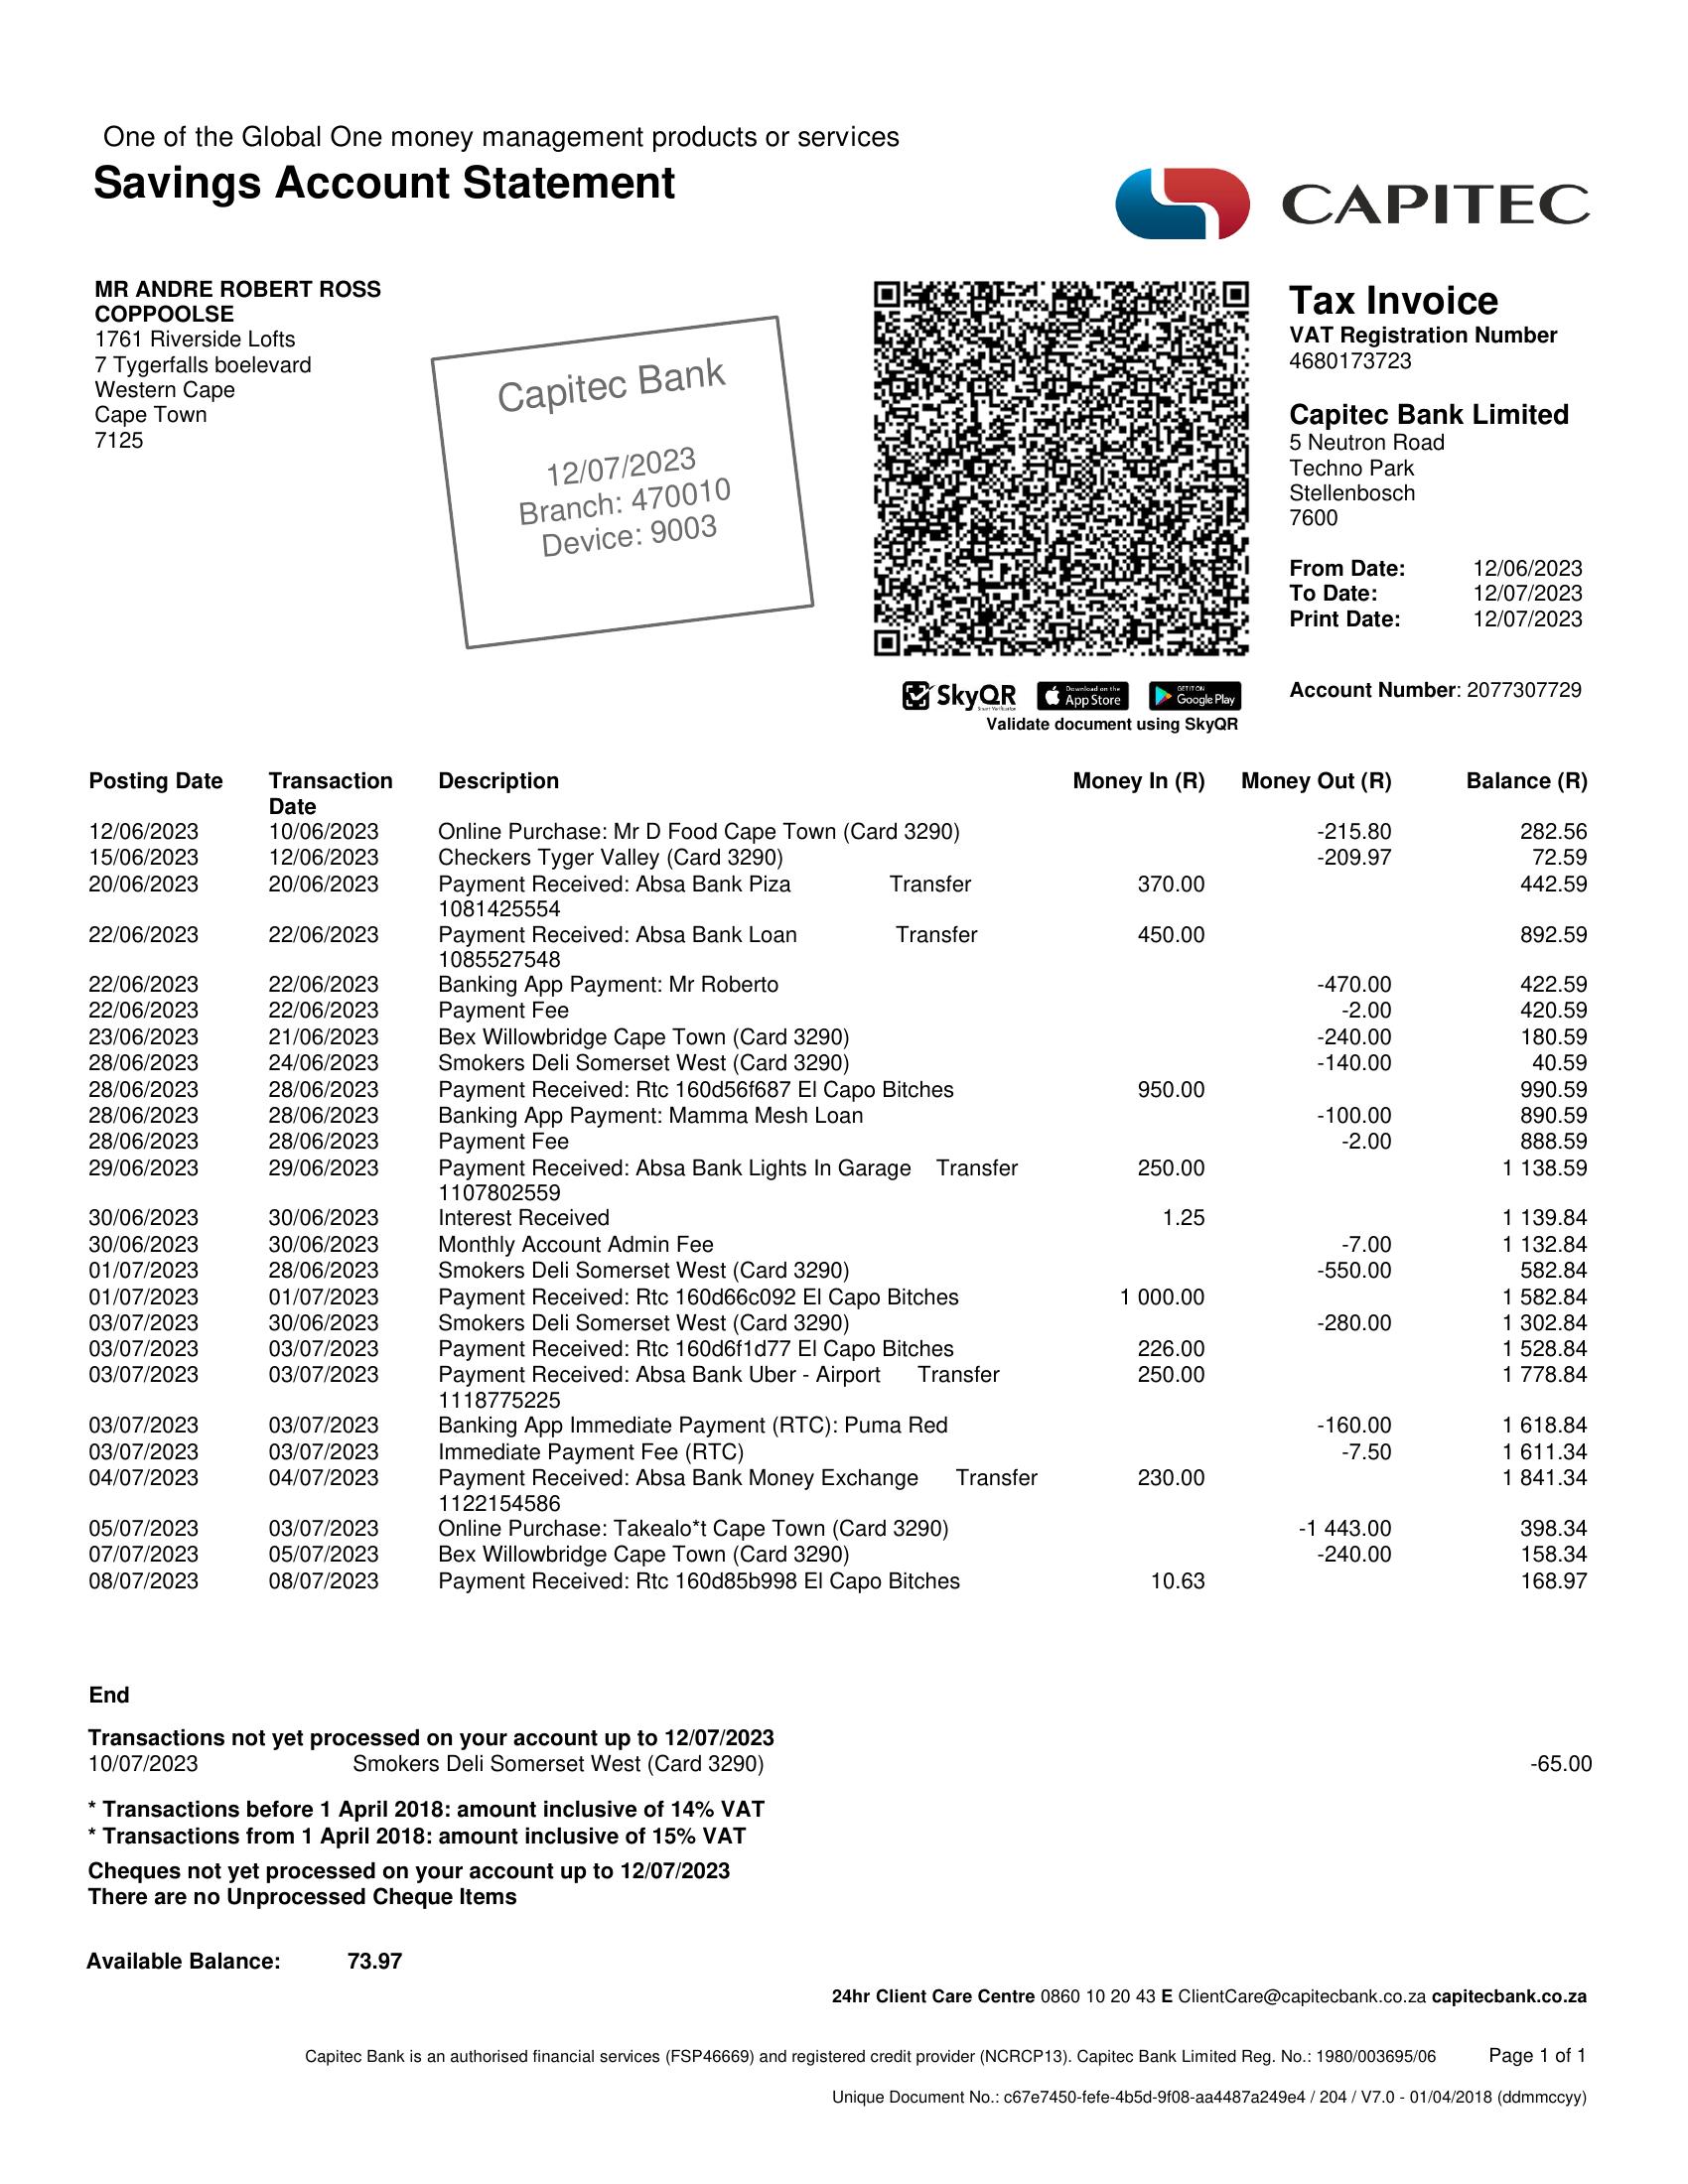 One of the Global One money management products or services
Savings Account Statement
CAPITEC
MR ANDRE ROBERT ROSS
COPPOOLSE
1761 Riverside Lofts
7 Tygerfalls boelevard
Western Cape
Cape Town
7125
Capitec Bank
12/07/2023
Branch: 470010
Device: 9003
SkyQR
Smart Verification
Download on the
App Store
GET IT ON
Google Play
Validate document using SkyQR
Tax Invoice
VAT Registration Number
4680173723
Capitec Bank Limited
5 Neutron Road
Techno Park
Stellenbosch
7600
From Date: 12/06/2023
To Date: 12/07/2023
Print Date: 12/07/2023
Account Number: 2077307729
Posting Date Transaction Description Money In (R) Money Out (R) Balance (R)
Date
12/06/2023 10/06/2023 Online Purchase: Mr D Food Cape Town (Card 3290) -215.80 282.56
15/06/2023 12/06/2023 Checkers Tyger Valley (Card 3290) -209.97 72.59
20/06/2023 20/06/2023 Payment Received: Absa Bank Piza Transfer 370.00 442.59
1081425554
22/06/2023 22/06/2023 Payment Received: Absa Bank Loan Transfer 450.00 892.59
1085527548
22/06/2023 22/06/2023 Banking App Payment: Mr Roberto -470.00 422.59
22/06/2023 22/06/2023 Payment Fee -2.00 420.59
23/06/2023 21/06/2023 Bex Willowbridge Cape Town (Card 3290) -240.00 180.59
28/06/2023 24/06/2023 Smokers Deli Somerset West (Card 3290) -140.00 40.59
28/06/2023 28/06/2023 Payment Received: Rtc 160d56f687 El Capo Bitches 950.00 990.59
28/06/2023 28/06/2023 Banking App Payment: Mamma Mesh Loan -100.00 890.59
28/06/2023 28/06/2023 Payment Fee -2.00 888.59
29/06/2023 29/06/2023 Payment Received: Absa Bank Lights In Garage Transfer 250.00 1 138.59
1107802559
30/06/2023 30/06/2023 Interest Received 1.25 1 139.84
30/06/2023 30/06/2023 Monthly Account Admin Fee -7.00 1 132.84
01/07/2023 28/06/2023 Smokers Deli Somerset West (Card 3290) -550.00 582.84
01/07/2023 01/07/2023 Payment Received: Rtc 160d66c092 El Capo Bitches 1 000.00 1 582.84
03/07/2023 30/06/2023 Smokers Deli Somerset West (Card 3290) -280.00 1 302.84
03/07/2023 03/07/2023 Payment Received: Rtc 160d6f1d77 El Capo Bitches 226.00 1 528.84
03/07/2023 03/07/2023 Payment Received: Absa Bank Uber - Airport Transfer 250.00 1 778.84
1118775225
03/07/2023 03/07/2023 Banking App Immediate Payment (RTC): Puma Red -160.00 1 618.84
03/07/2023 03/07/2023 Immediate Payment Fee (RTC) -7.50 1 611.34
04/07/2023 04/07/2023 Payment Received: Absa Bank Money Exchange Transfer 230.00 1 841.34
1122154586
05/07/2023 03/07/2023 Online Purchase: Takealo*t Cape Town (Card 3290) -1 443.00 398.34
07/07/2023 05/07/2023 Bex Willowbridge Cape Town (Card 3290) -240.00 158.34
08/07/2023 08/07/2023 Payment Received: Rtc 160d85b998 El Capo Bitches 10.63 168.97
End
Transactions not yet processed on your account up to 12/07/2023
10/07/2023 Smokers Deli Somerset West (Card 3290) -65.00
* Transactions before 1 April 2018: amount inclusive of 14% VAT
* Transactions from 1 April 2018: amount inclusive of 15% VAT
Cheques not yet processed on your account up to 12/07/2023
There are no Unprocessed Cheque Items
Available Balance: 73.97
24hr Client Care Centre 0860 10 20 43 E ClientCare@capitecbank.co.za capitecbank.co.za
Capitec Bank is an authorised financial services (FSP46669) and registered credit provider (NCRCP13). Capitec Bank Limited Reg. No.: 1980/003695/06 Page 1 of 1
Unique Document No.: c67e7450-fefe-4b5d-9f08-aa4487a249e4 / 204 / V7.0 - 01/04/2018 (ddmmccyy)